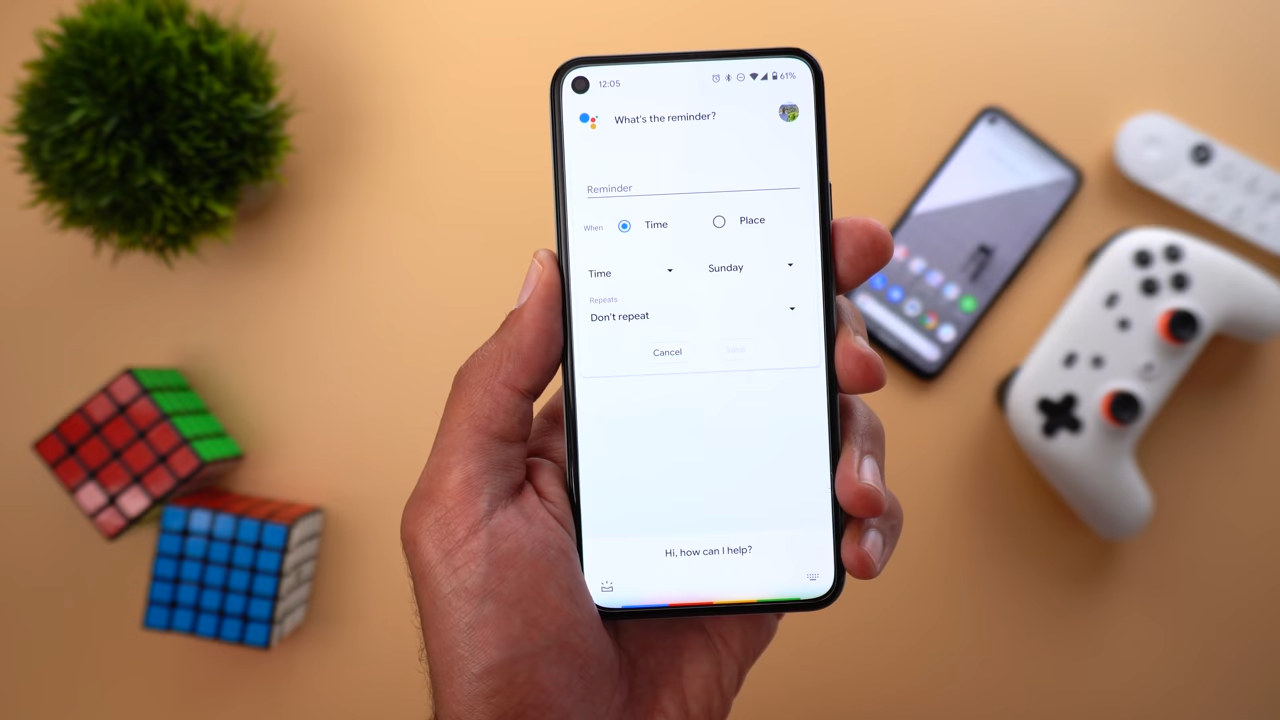 12:05 61%
What's the reminder?
Reminder
When Time Place
Time Sunday
Repeats
Don't repeat
Cancel Save
Hi, how can I help?